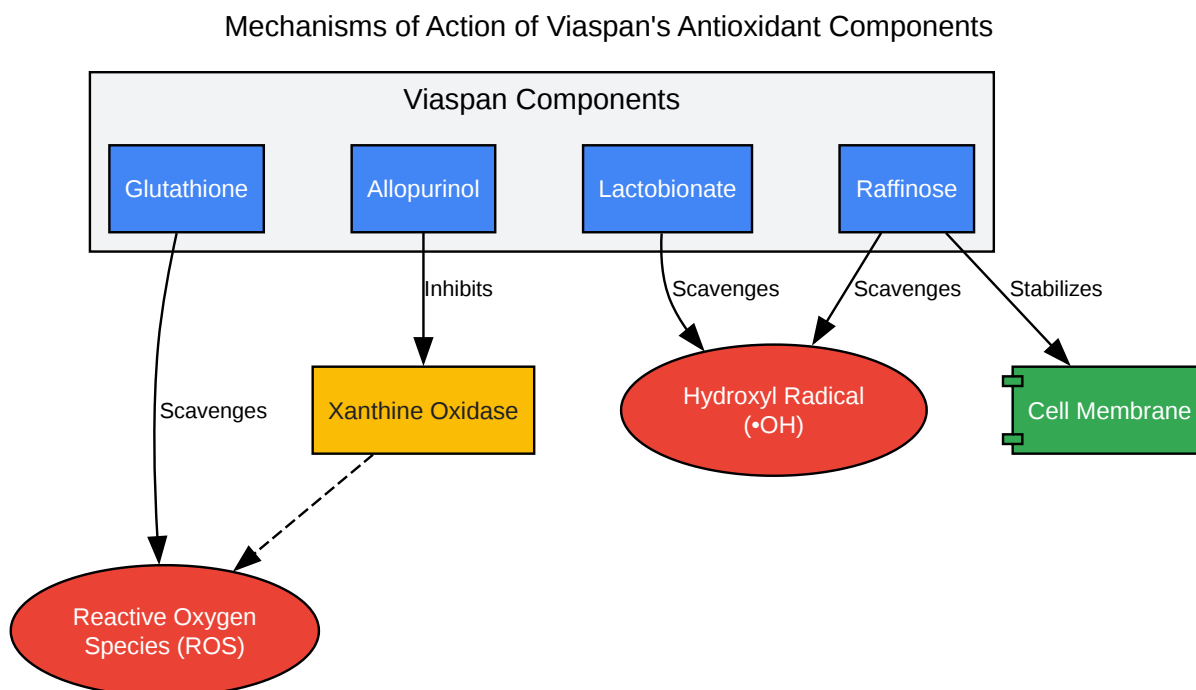 Mechanisms of Action of Viaspan's Antioxidant Components
Viaspan Components
Glutathione
Allopurinol
Lactobionate
Raffinose
Inhibits
Scavenges
Scavenges
Stabilizes
Scavenges
Xanthine Oxidase
Hydroxyl Radical
(•OH)
Cell Membrane
Reactive Oxygen
Species (ROS)